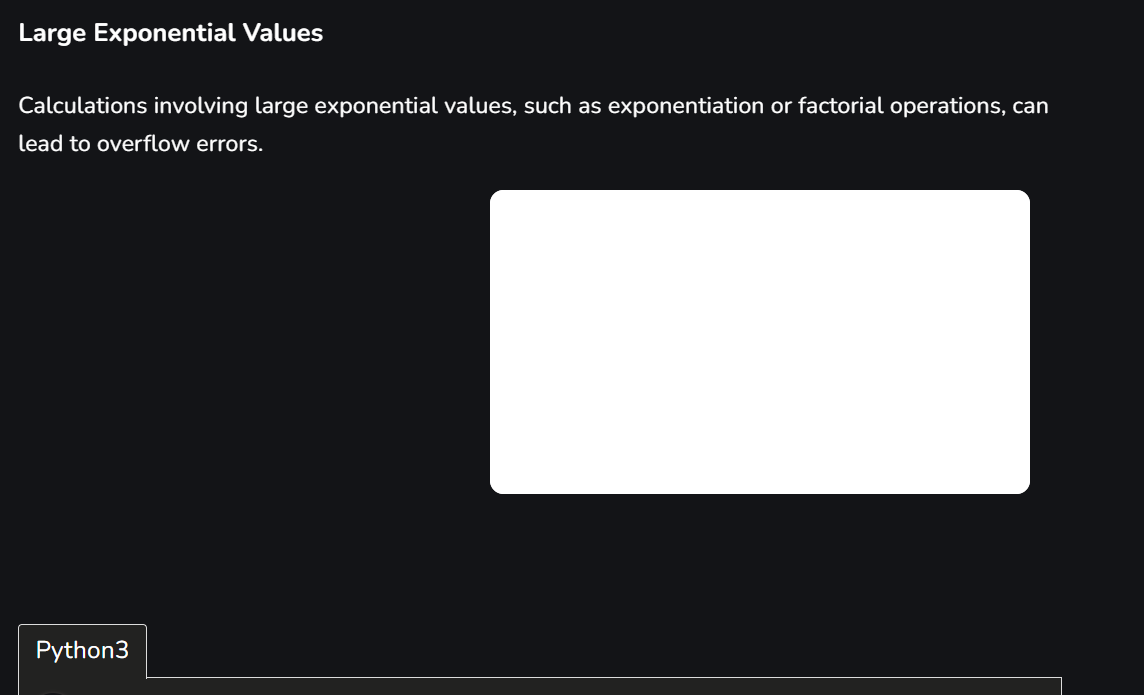 Large Exponential Values
Calculations involving large exponential values, such as exponentiation or factorial operations, can
lead to overflow errors.
Python3